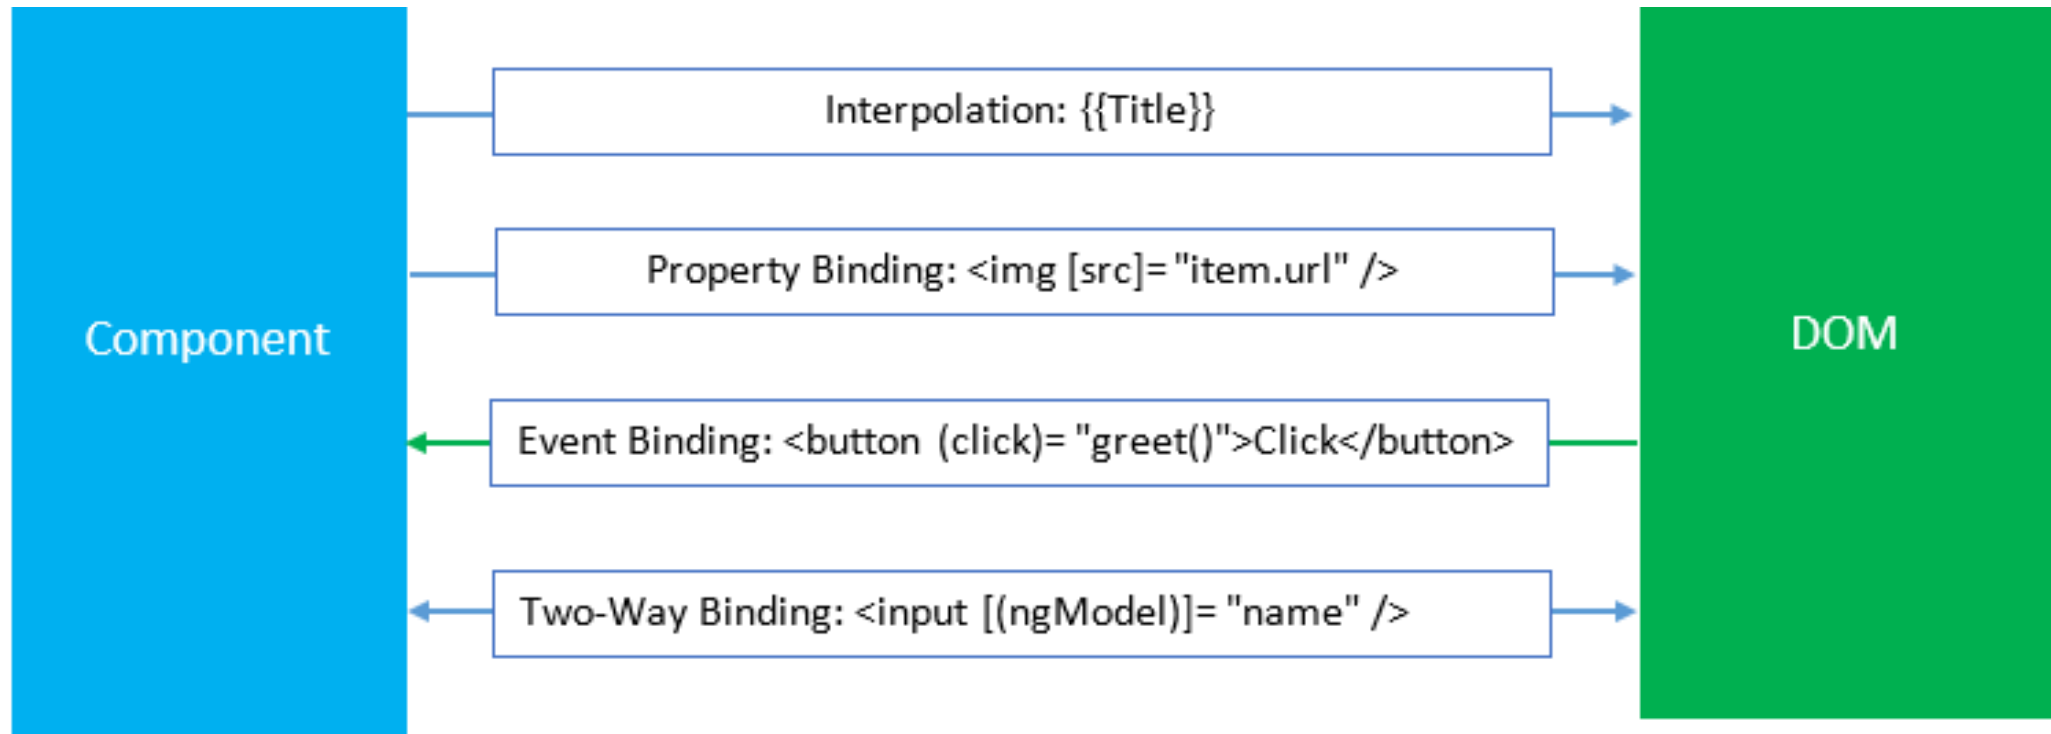 Interpolation: {{Title}}
Property Binding: <img [src]="item.url" />
Component
DOM
Event Binding: <button (click)="greet()">Click</button>
Two-Way Binding: <input [(ngModel)]="name" />